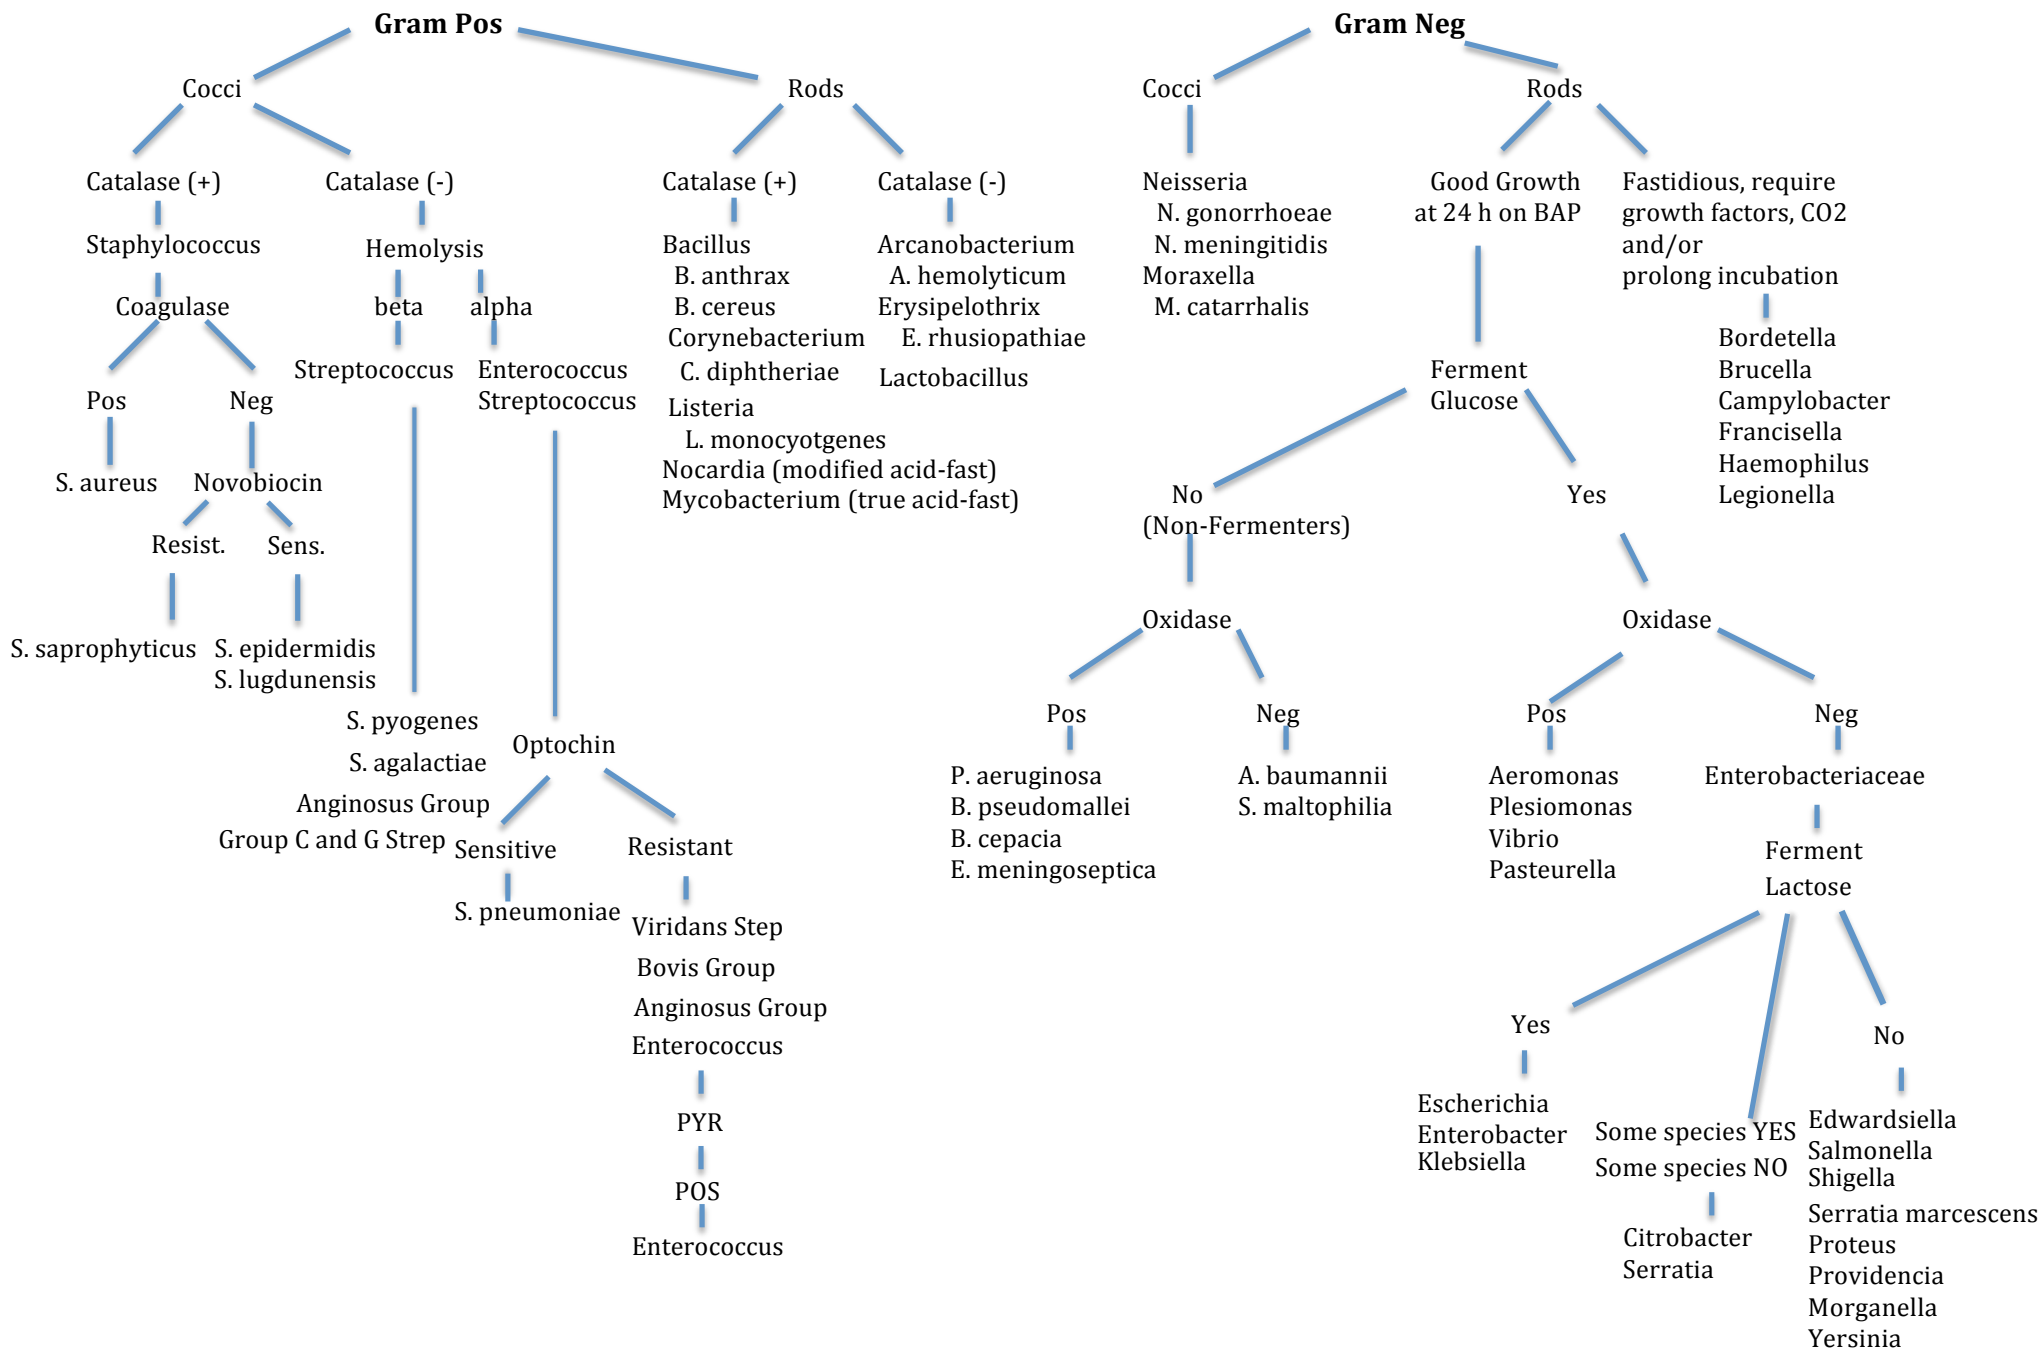 Gram Pos
Cocci
Rods
Catalase (+)
Catalase (-)
Catalase (+)
Catalase (-)
Staphylococcus
Coagulase
Pos
Neg
S. aureus
Novobiocin
Resist.
Sens.
S. saprophyticus
S. epidermidis
S. lugdunensis
Hemolysis
beta
alpha
Streptococcus
Enterococcus
Streptococcus
S. pyogenes
S. agalactiae
Anginosus Group
Group C and G Strep
Optochin
Sensitive
Resistant
S. pneumoniae
Viridans Step
Bovis Group
Anginosus Group
Enterococcus
PYR
POS
Enterococcus
Bacillus
B. anthrax
B. cereus
Corynebacterium
C. diphtheriae
Listeria
L. monocyotgenes
Nocardia (modified acid-fast)
Mycobacterium (true acid-fast)
Arcanobacterium
A. hemolyticum
Erysipelothrix
E. rhusiopathiae
Lactobacillus
Gram Neg
Cocci
Rods
Neisseria
N. gonorrhoeae
N. meningitidis
Moraxella
M. catarrhalis
Good Growth
at 24 h on BAP
Fastidious, require
growth factors, CO2
and/or
prolong incubation
Bordetella
Brucella
Campylobacter
Francisella
Haemophilus
Legionella
Ferment
Glucose
No
(Non-Fermenters)
Yes
Oxidase
Oxidase
Pos
Neg
Pos
Neg
P. aeruginosa
B. pseudomallei
B. cepacia
E. meningoseptica
A. baumannii
S. maltophilia
Aeromonas
Plesiomonas
Vibrio
Pasteurella
Enterobacteriaceae
Ferment
Lactose
Yes
No
Escherichia
Enterobacter
Klebsiella
Some species YES
Some species NO
Citrobacter
Serratia
Edwardsiella
Salmonella
Shigella
Serratia marcescens
Proteus
Providencia
Morganella
Yersinia